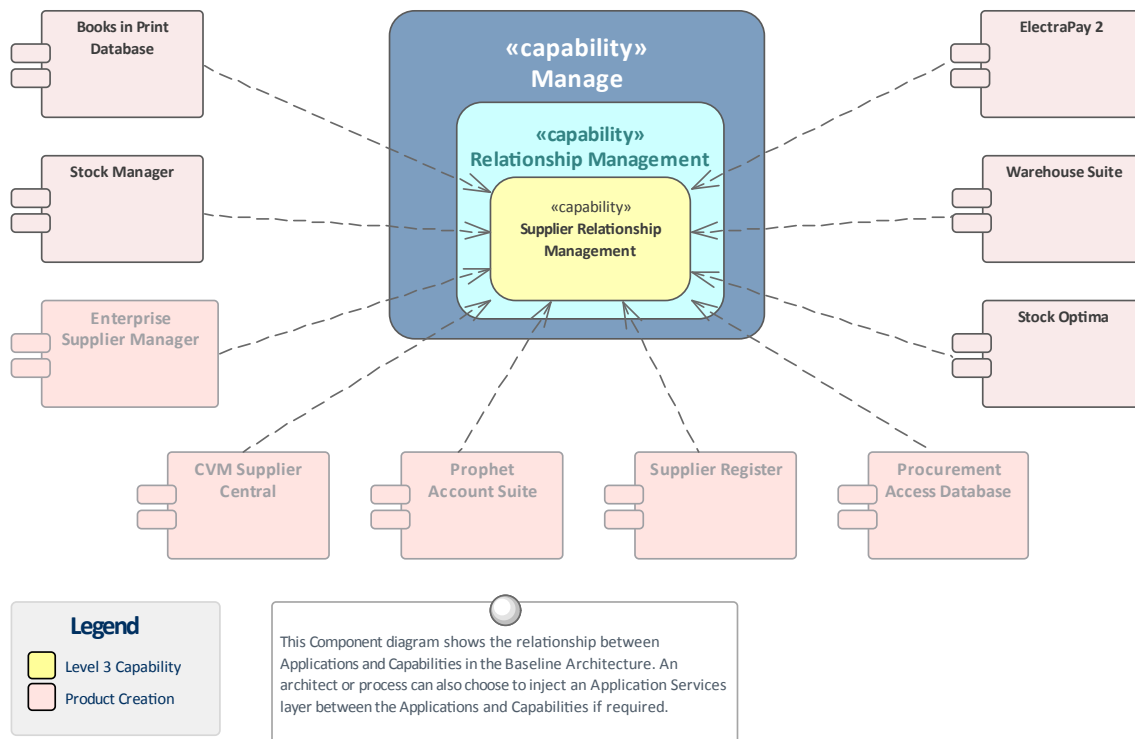 Books in Print
Database
«capability»
Manage
ElectraPay 2
«capability»
Relationship Management
Stock Manager
Warehouse Suite
«capability»
Supplier Relationship
Management
Enterprise
Supplier Manager
Stock Optima
CVM Supplier
Central
Prophet
Account Suite
Supplier Register
Procurement
Access Database
Legend
Level 3 Capability
Product Creation
This Component diagram shows the relationship between
Applications and Capabilities in the Baseline Architecture. An
architect or process can also choose to inject an Application Services
layer between the Applications and Capabilities if required.